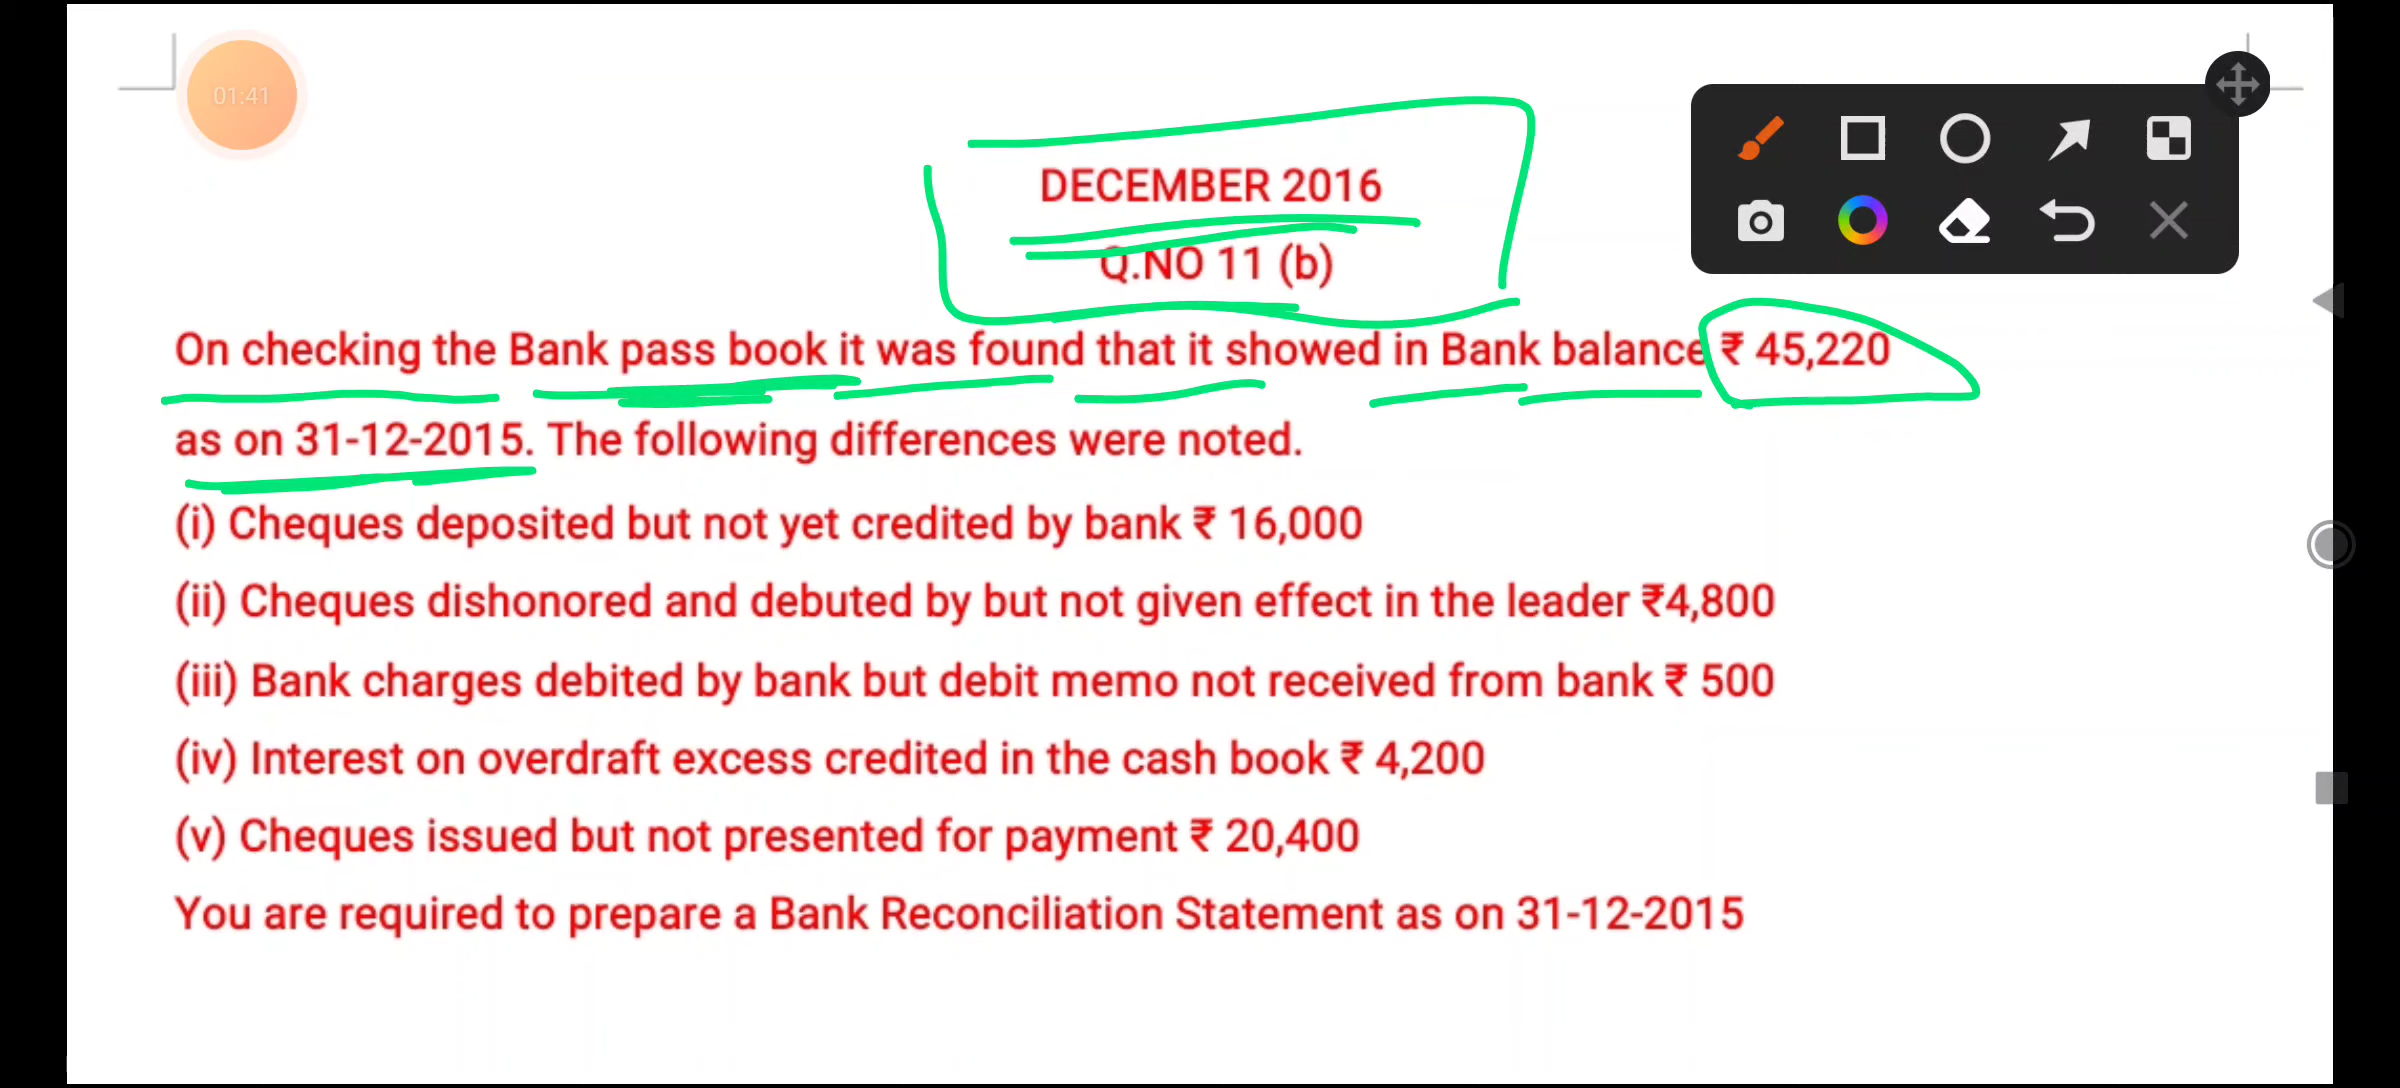 01:41
DECEMBER 2016
Q.NO 11 (b)
On checking the Bank pass book it was found that it showed in Bank balance ₹ 45,220
as on 31-12-2015. The following differences were noted.
(i) Cheques deposited but not yet credited by bank ₹ 16,000
(ii) Cheques dishonored and debuted by but not given effect in the leader ₹4,800
(iii) Bank charges debited by bank but debit memo not received from bank ₹ 500
(iv) Interest on overdraft excess credited in the cash book ₹ 4,200
(v) Cheques issued but not presented for payment ₹ 20,400
You are required to prepare a Bank Reconciliation Statement as on 31-12-2015